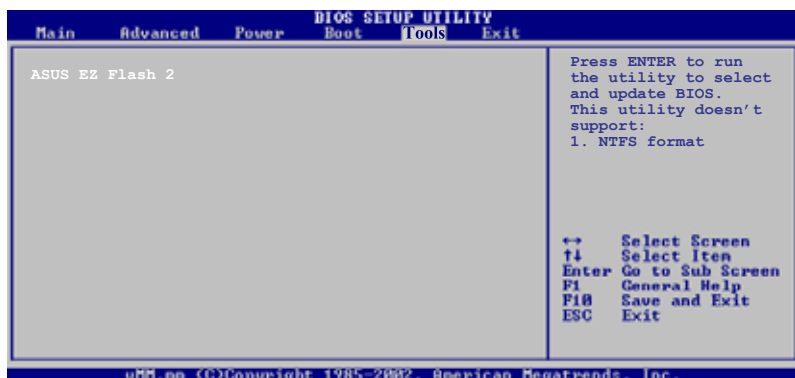 BIOS SETUP UTILITY
Main Advanced Power Boot Tools Exit
ASUS EZ Flash 2
Press ENTER to run
the utility to select
and update BIOS.
This utility doesn't
support:
1. NTFS format
↔ Select Screen
↑↓ Select Item
Enter Go to Sub Screen
F1 General Help
F10 Save and Exit
ESC Exit
vMM.nn (C)Copyright 1985-2002, American Megatrends, Inc.